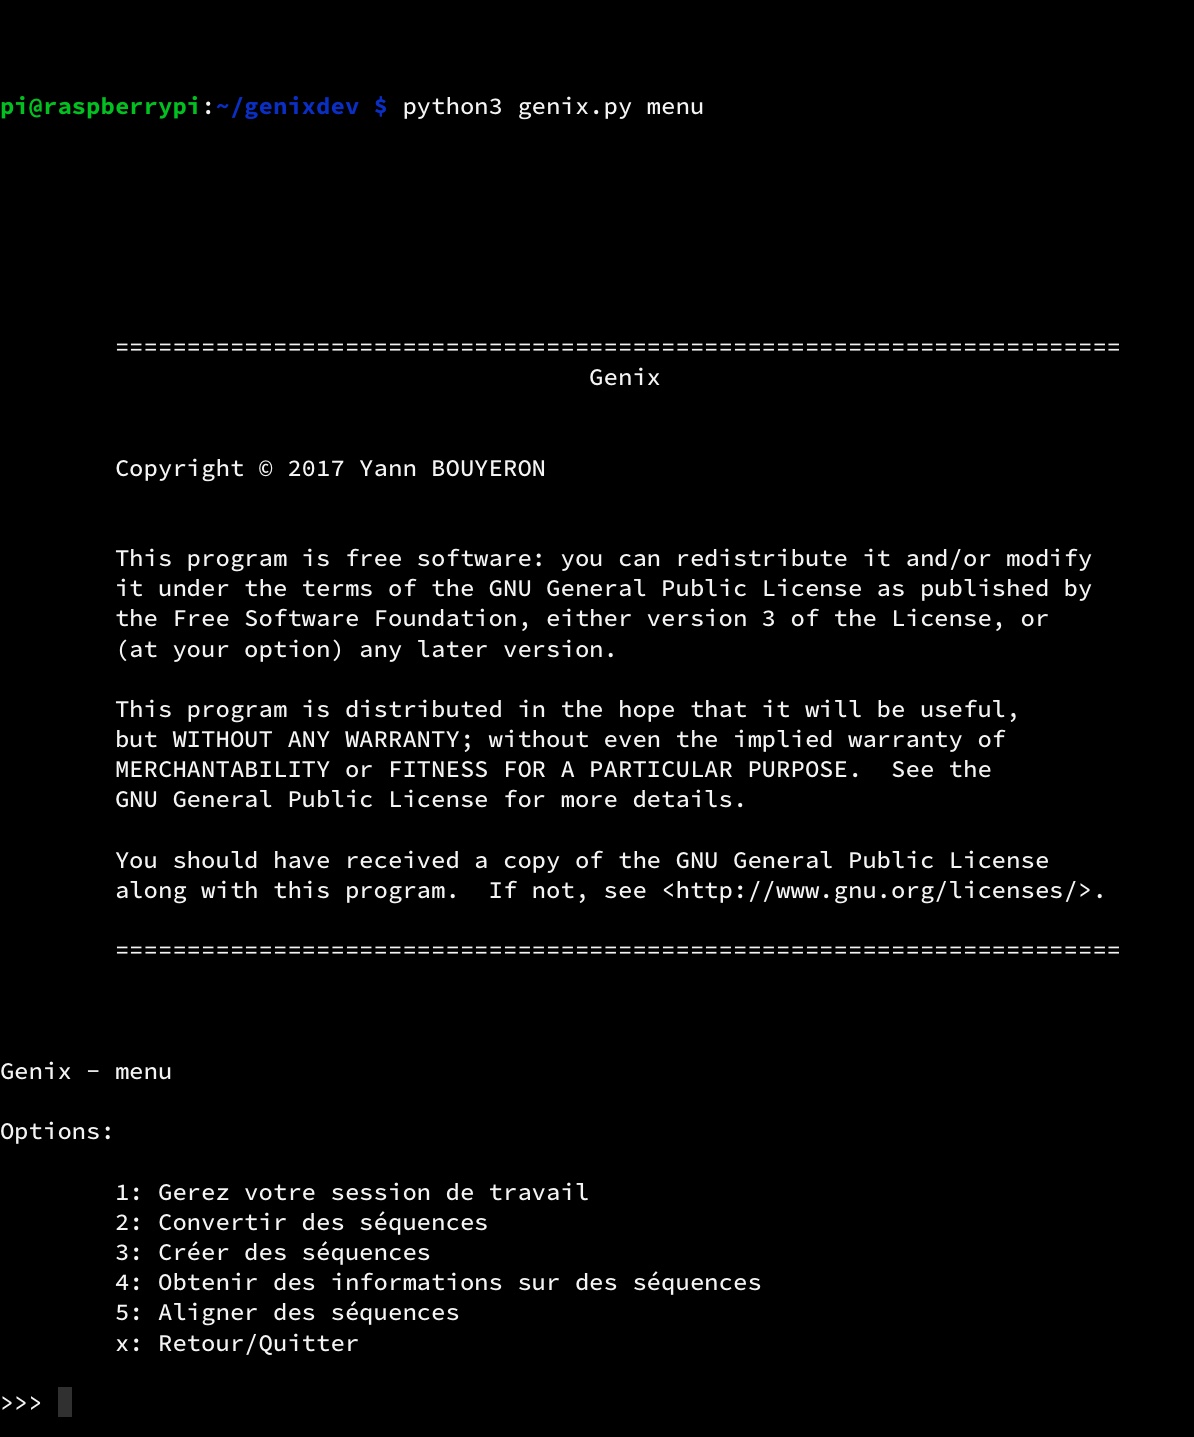 pi@raspberrypi:~/genixdev $ python3 genix.py menu
======================================================================
Genix
Copyright © 2017 Yann BOUYERON
This program is free software: you can redistribute it and/or modify
it under the terms of the GNU General Public License as published by
the Free Software Foundation, either version 3 of the License, or
(at your option) any later version.
This program is distributed in the hope that it will be useful,
but WITHOUT ANY WARRANTY; without even the implied warranty of
MERCHANTABILITY or FITNESS FOR A PARTICULAR PURPOSE.  See the
GNU General Public License for more details.
You should have received a copy of the GNU General Public License
along with this program.  If not, see <http://www.gnu.org/licenses/>.
======================================================================
Genix - menu
Options:
1: Gerez votre session de travail
2: Convertir des séquences
3: Créer des séquences
4: Obtenir des informations sur des séquences
5: Aligner des séquences
x: Retour/Quitter
>>>